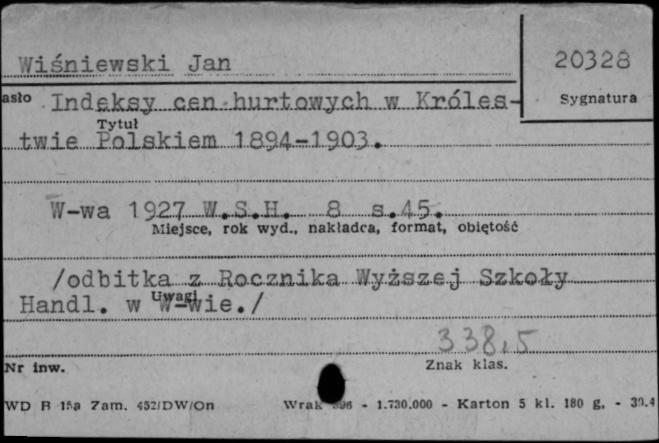 Wiśniewski Jan
20328
asło Indeksy cen hurtowych w Króles-
Sygnatura
Tytuł
twie Polskiem 1894-1903.
W-wa 1927 W.S.H. 8 s.45.
Miejsce, rok wyd., nakładca, format, objętość
/odbitka z Rocznika Wyższej Szkoły
Uwagi
Handl. w W-wie./
338,5
Nr inw.
Znak klas.
WD B 15a Zam. 452/DW/On
- 1.730.000 - Karton 5 kl. 180 g. - 30.4